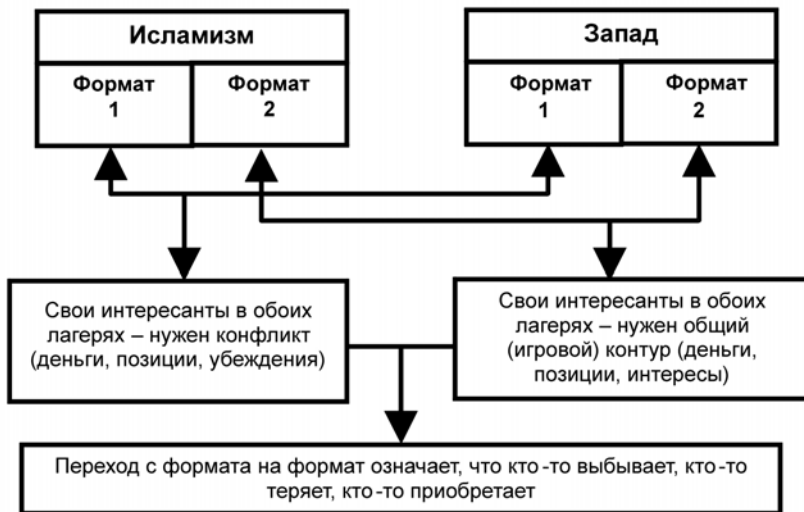 Исламизм
Формат
1
Формат
2
Запад
Формат
1
Формат
2
Свои интересанты в обоих
лагерях – нужен конфликт
(деньги, позиции, убеждения)
Свои интересанты в обоих
лагерях – нужен общий
(игровой) контур (деньги,
позиции, интересы)
Переход с формата на формат означает, что кто-то выбывает, кто-то
теряет, кто-то приобретает